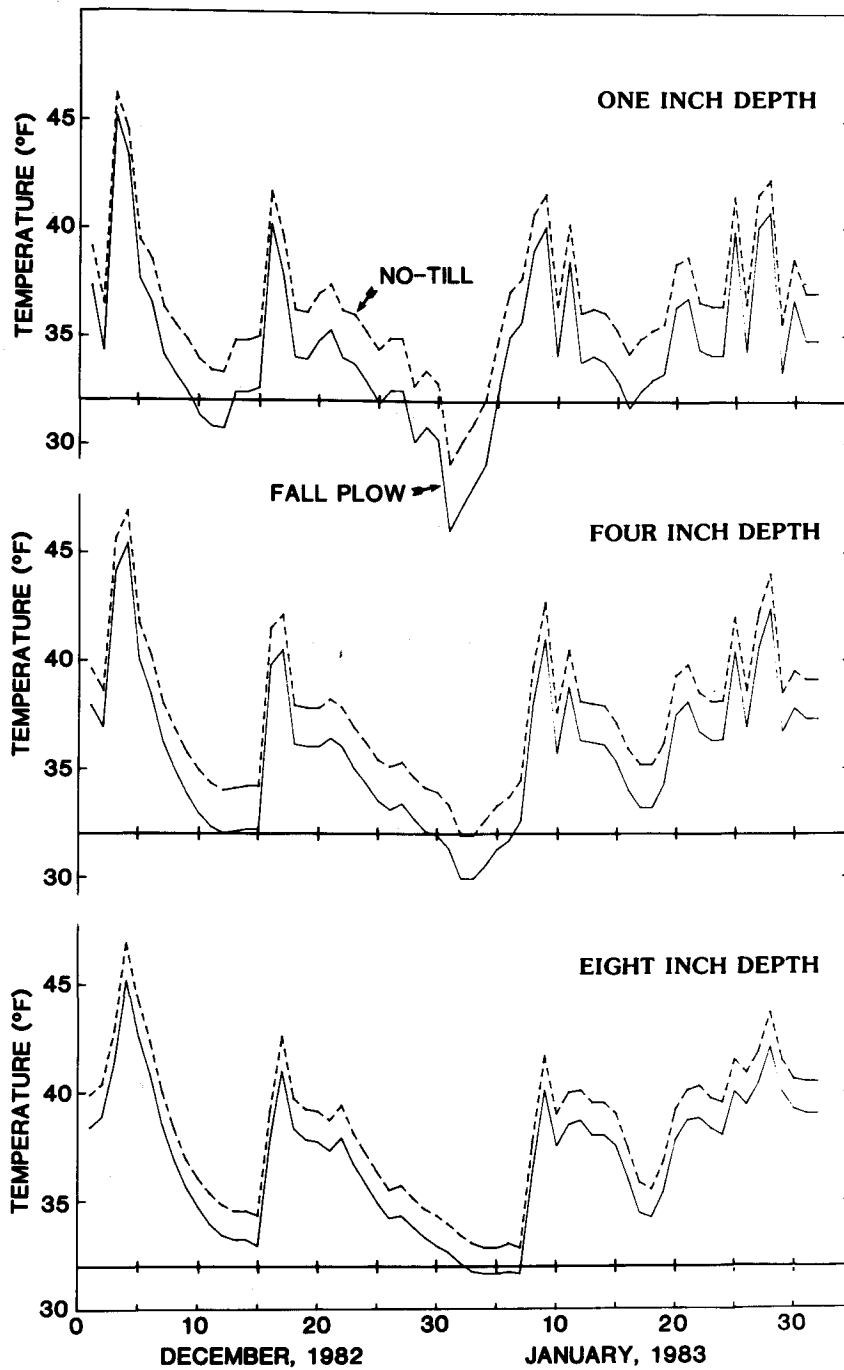 ONE INCH DEPTH
TEMPERATURE (°F)
45
40
35
30
NO-TILL
FALL PLOW
FOUR INCH DEPTH
TEMPERATURE (°F)
45
40
35
30
EIGHT INCH DEPTH
TEMPERATURE (°F)
45
40
35
30
0 10 20 30 10 20 30
DECEMBER, 1982 JANUARY, 1983